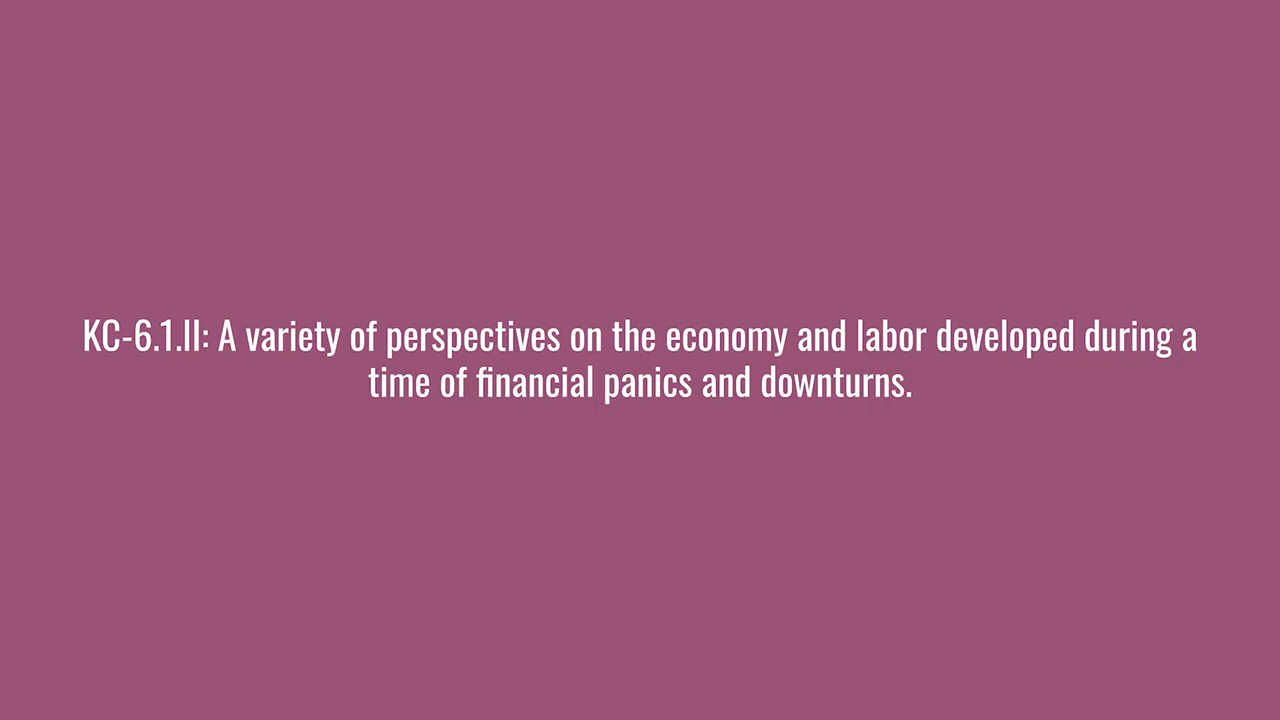 KC-6.1.II: A variety of perspectives on the economy and labor developed during a
time of financial panics and downturns.